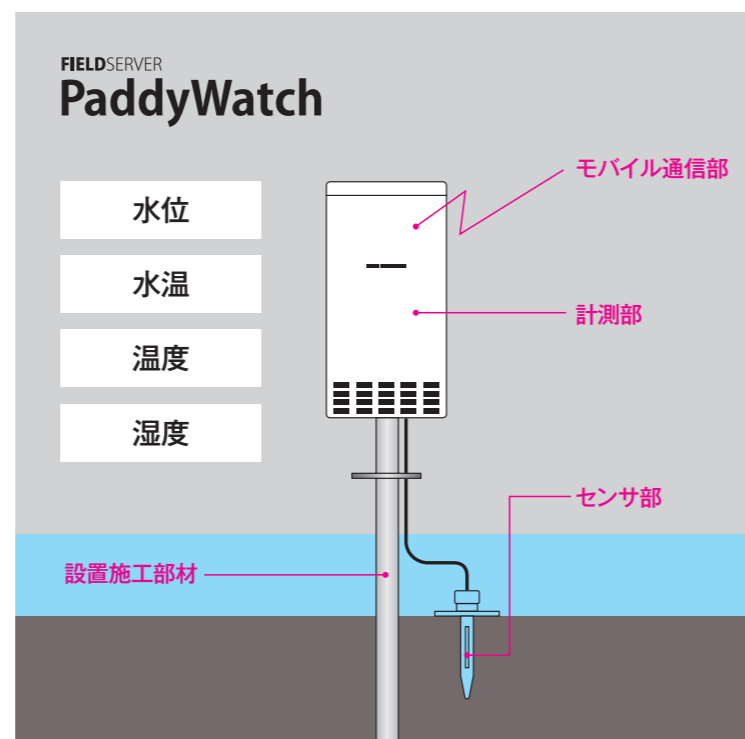 FIELDSERVER
PaddyWatch
水位
水温
温度
湿度
モバイル通信部
計測部
センサ部
設置施工部材